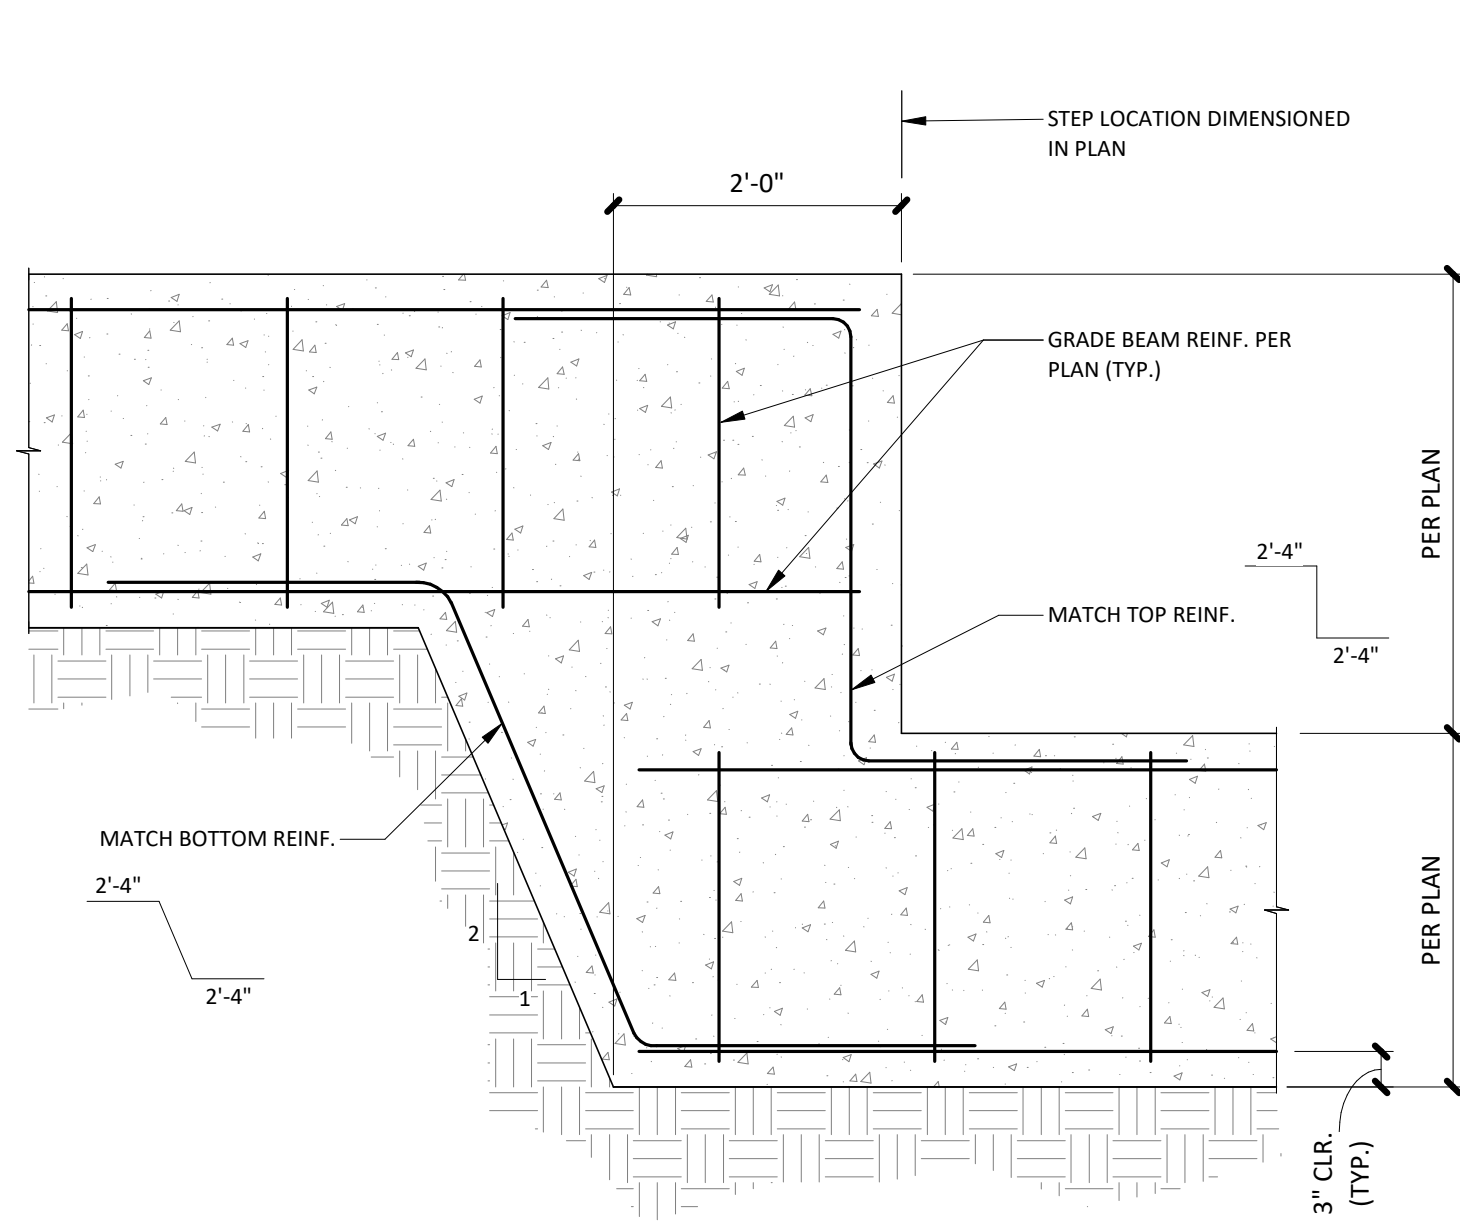 STEP LOCATION DIMENSIONED
IN PLAN
2'-0"
GRADE BEAM REINF. PER
PLAN (TYP.)
PER PLAN
2'-4"
MATCH TOP REINF.
2'-4"
MATCH BOTTOM REINF.
2'-4"
2
1
2'-4"
PER PLAN
3" CLR.
(TYP.)